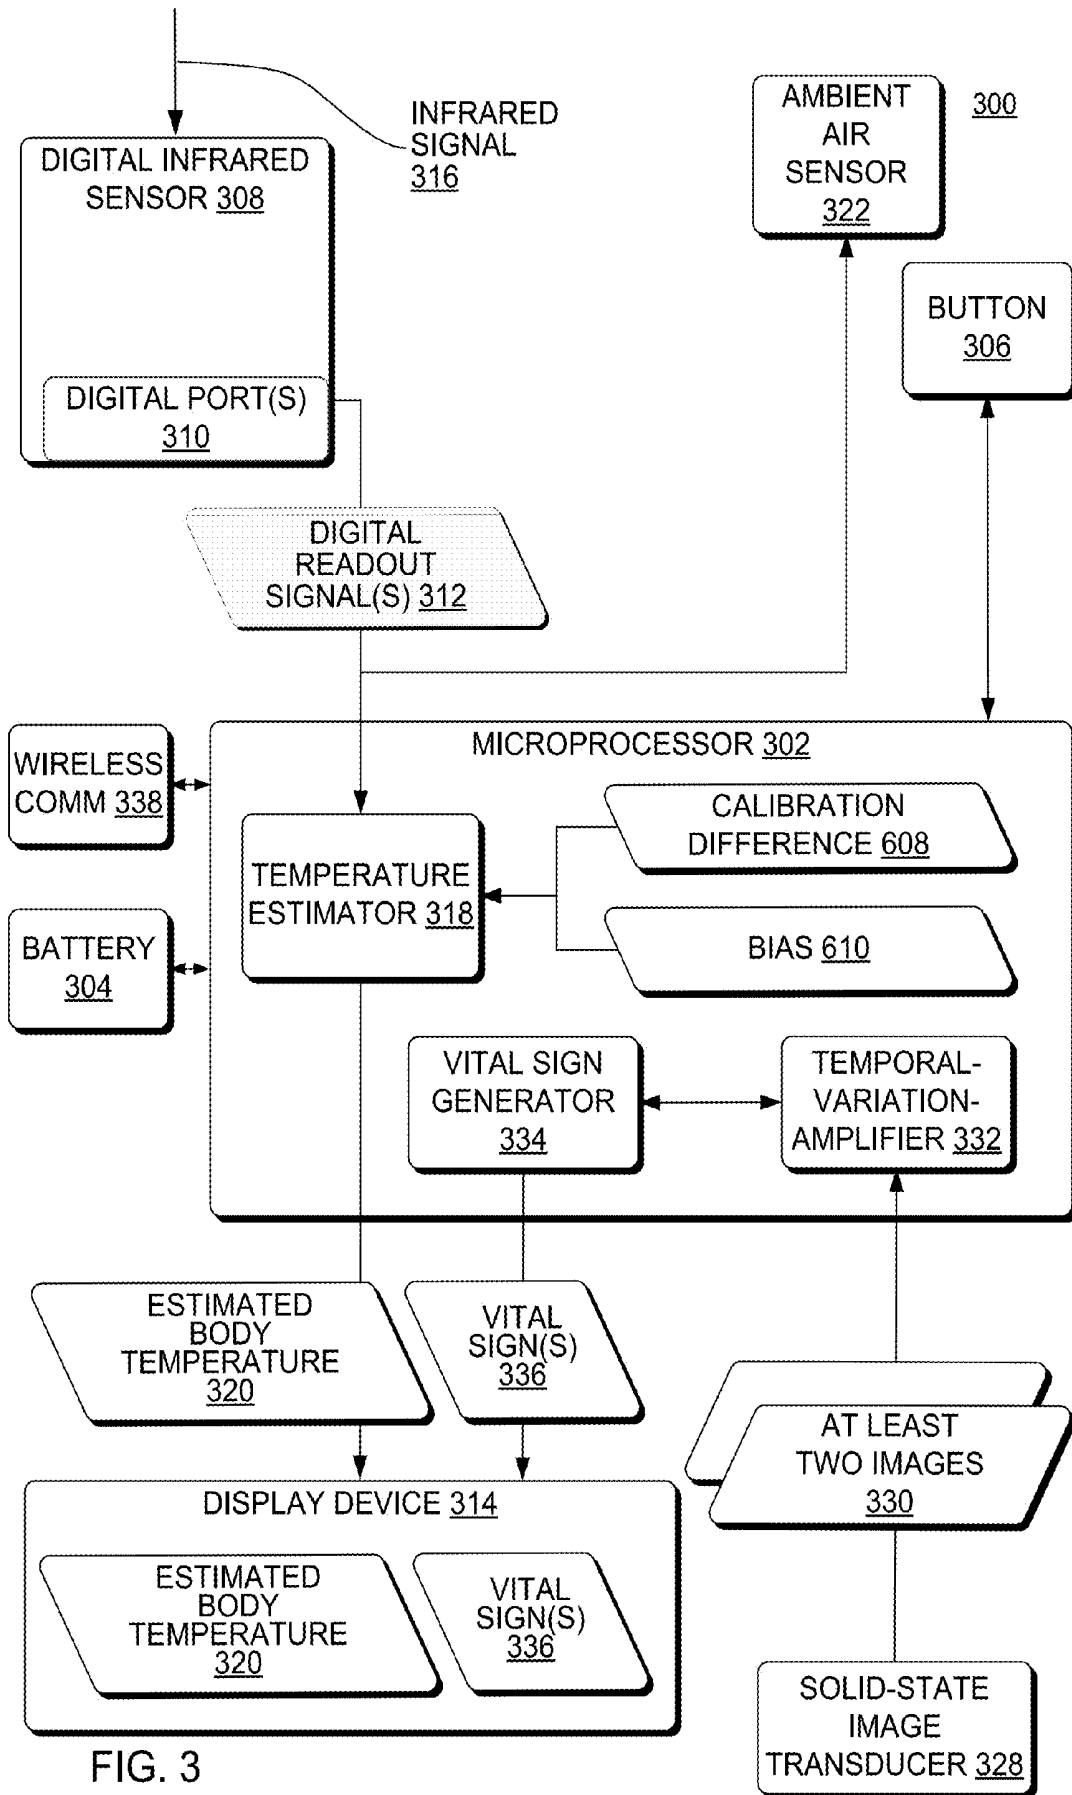 INFRARED
SIGNAL
316
AMBIENT
AIR
SENSOR
322
300
DIGITAL INFRARED
SENSOR 308
BUTTON
306
DIGITAL PORT(S)
310
DIGITAL
READOUT
SIGNAL(S) 312
MICROPROCESSOR 302
WIRELESS
COMM 338
CALIBRATION
DIFFERENCE 608
TEMPERATURE
ESTIMATOR 318
BIAS 610
BATTERY
304
VITAL SIGN
GENERATOR
334
TEMPORAL-
VARIATION-
AMPLIFIER 332
ESTIMATED
BODY
TEMPERATURE
320
VITAL
SIGN(S)
336
AT LEAST
TWO IMAGES
330
DISPLAY DEVICE 314
ESTIMATED
BODY
TEMPERATURE
320
VITAL
SIGN(S)
336
SOLID-STATE
IMAGE
TRANSDUCER 328
FIG. 3